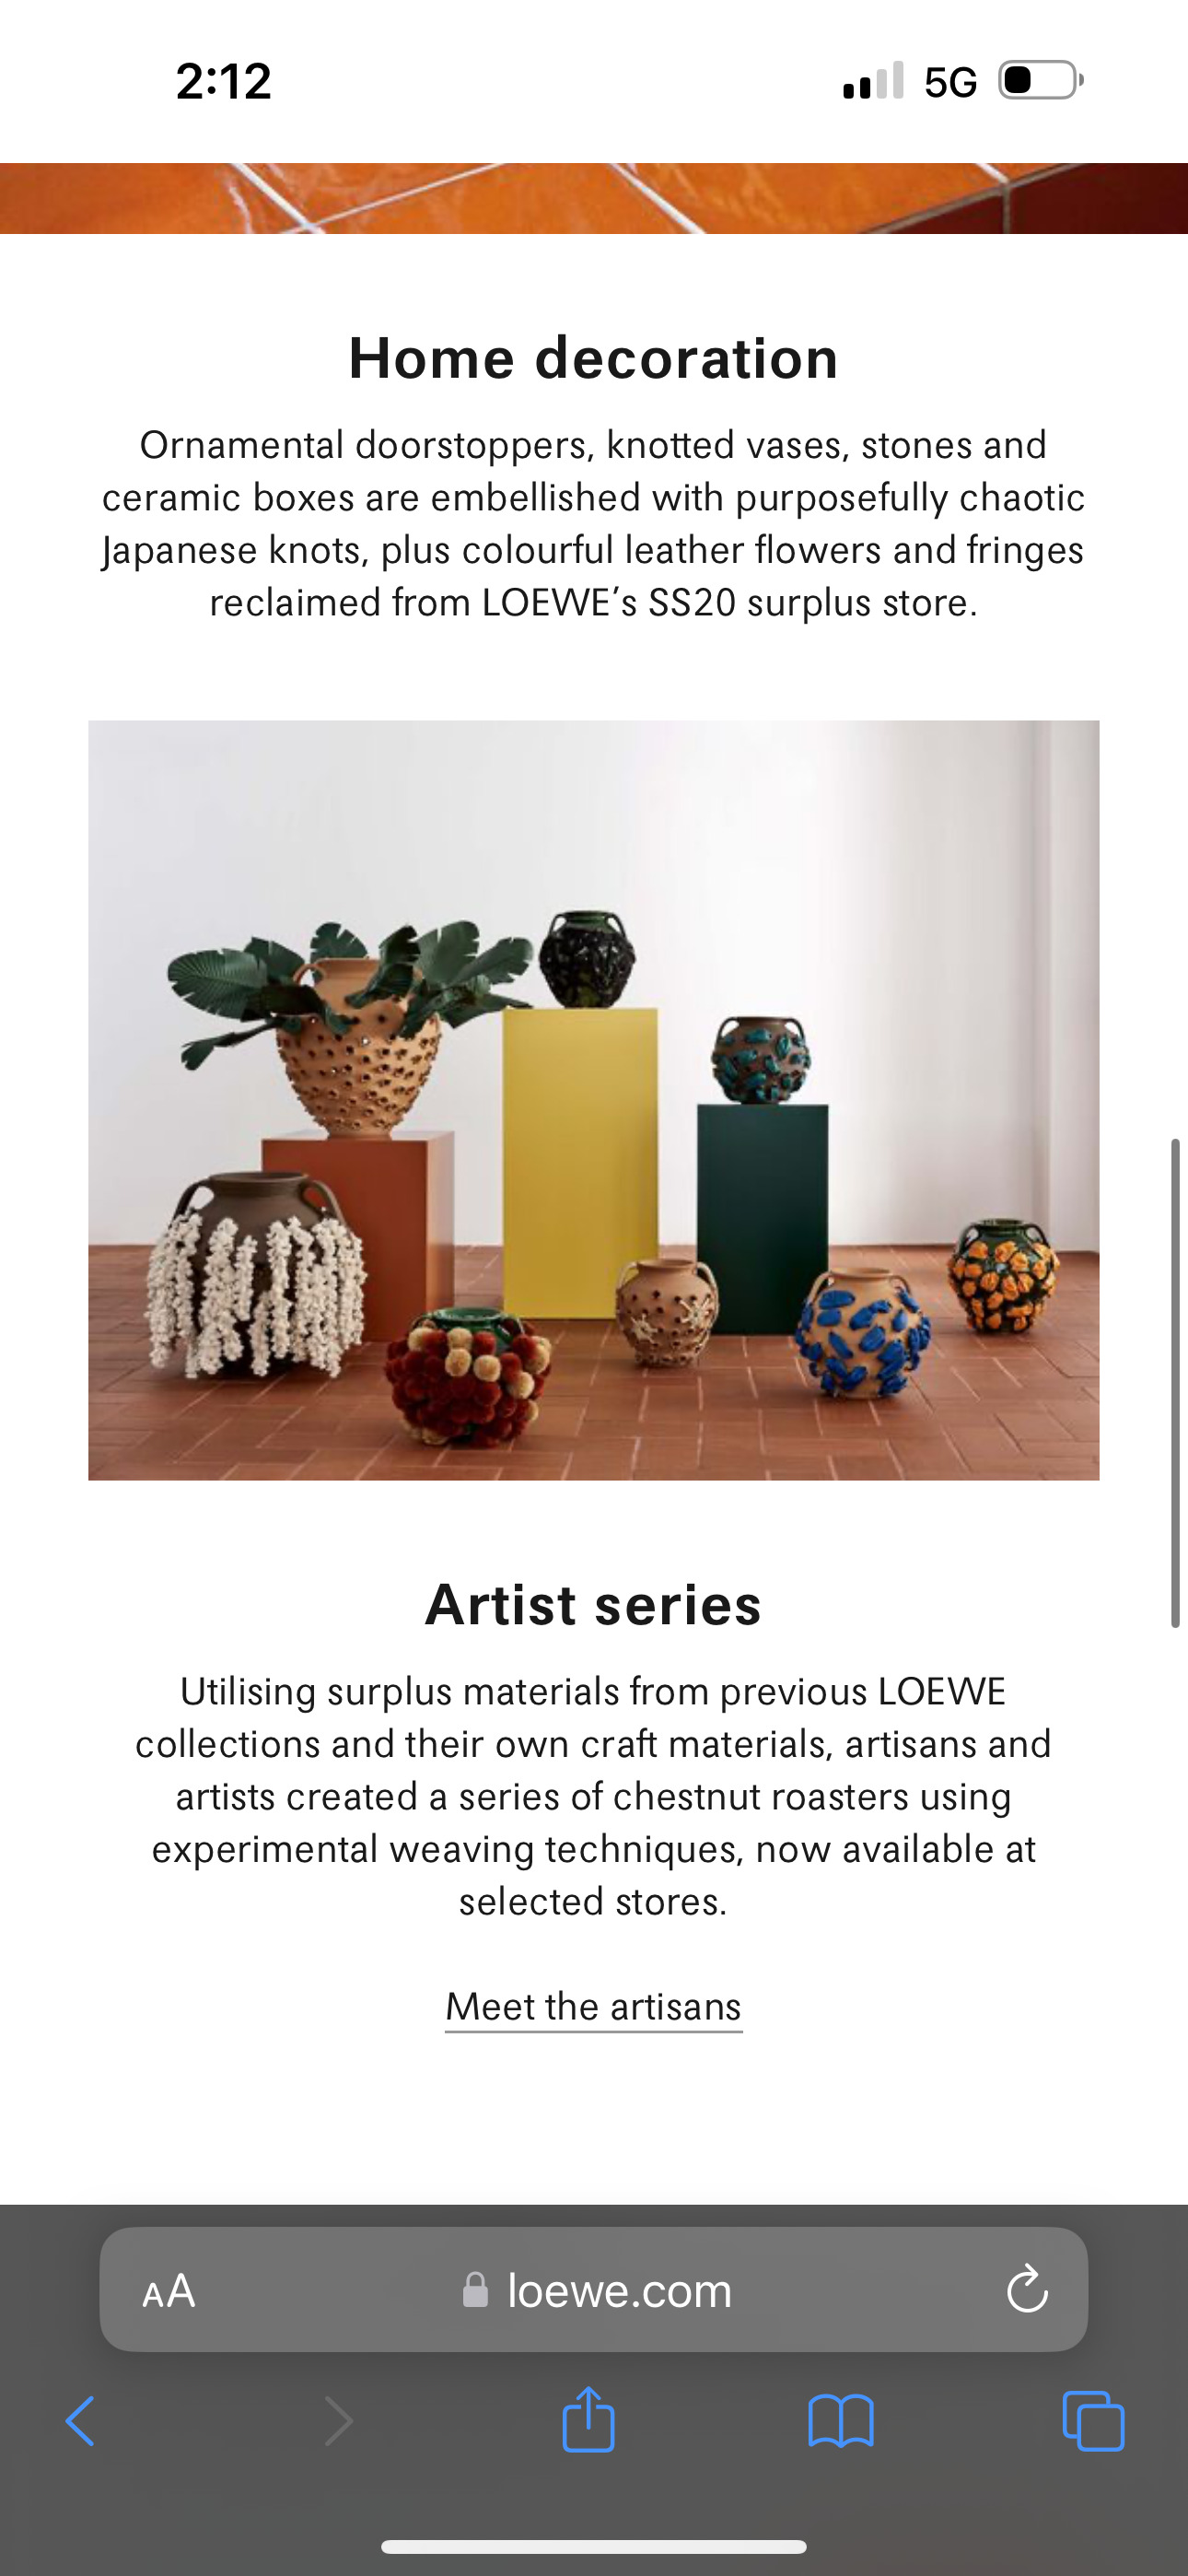 2:12
5G
Home decoration
Ornamental doorstoppers, knotted vases, stones and
ceramic boxes are embellished with purposefully chaotic
Japanese knots, plus colourful leather flowers and fringes
reclaimed from LOEWE’s SS20 surplus store.
Artist series
Utilising surplus materials from previous LOEWE
collections and their own craft materials, artisans and
artists created a series of chestnut roasters using
experimental weaving techniques, now available at
selected stores.
Meet the artisans
AA
loewe.com